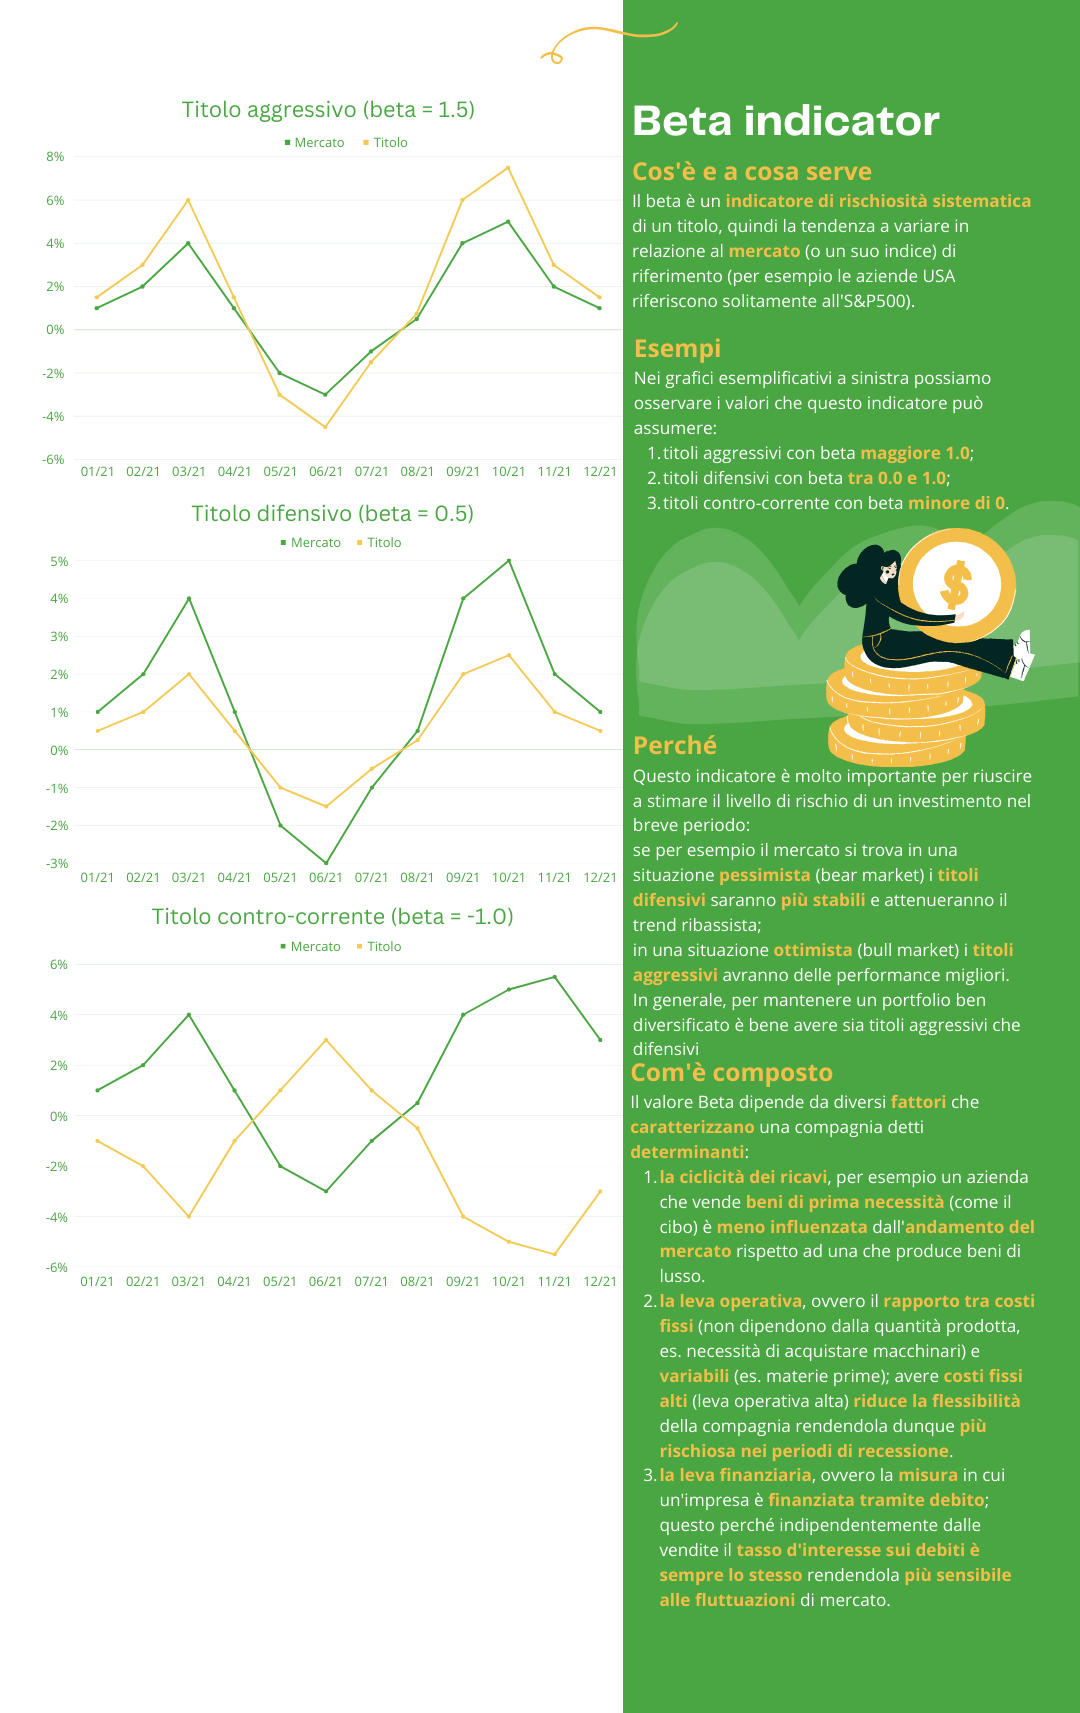 Titolo aggressivo (beta = 1.5)
Mercato Titolo
8%
6%
4%
2%
0%
-2%
-4%
-6%
01/21 02/21 03/21 04/21 05/21 06/21 07/21 08/21 09/21 10/21 11/21 12/21
Titolo difensivo (beta = 0.5)
Mercato Titolo
5%
4%
3%
2%
1%
0%
-1%
-2%
-3%
01/21 02/21 03/21 04/21 05/21 06/21 07/21 08/21 09/21 10/21 11/21 12/21
Titolo contro-corrente (beta = -1.0)
Mercato Titolo
6%
4%
2%
0%
-2%
-4%
-6%
01/21 02/21 03/21 04/21 05/21 06/21 07/21 08/21 09/21 10/21 11/21 12/21
Beta indicator
Cos'è e a cosa serve
Il beta è un indicatore di rischiosità sistematica
di un titolo, quindi la tendenza a variare in
relazione al mercato (o un suo indice) di
riferimento (per esempio le aziende USA
riferiscono solitamente all'S&P500).
Esempi
Nei grafici esemplificativi a sinistra possiamo
osservare i valori che questo indicatore può
assumere:
1. titoli aggressivi con beta maggiore 1.0;
2. titoli difensivi con beta tra 0.0 e 1.0;
3. titoli contro-corrente con beta minore di 0.
$
Perché
Questo indicatore è molto importante per riuscire
a stimare il livello di rischio di un investimento nel
breve periodo:
se per esempio il mercato si trova in una
situazione pessimista (bear market) i titoli
difensivi saranno più stabili e attenueranno il
trend ribassista;
in una situazione ottimista (bull market) i titoli
aggressivi avranno delle performance migliori.
In generale, per mantenere un portfolio ben
diversificato è bene avere sia titoli aggressivi che
difensivi
Com'è composto
Il valore Beta dipende da diversi fattori che
caratterizzano una compagnia detti
determinanti:
1. la ciclicità dei ricavi, per esempio un azienda
che vende beni di prima necessità (come il
cibo) è meno influenzata dall'andamento del
mercato rispetto ad una che produce beni di
lusso.
2. la leva operativa, ovvero il rapporto tra costi
fissi (non dipendono dalla quantità prodotta,
es. necessità di acquistare macchinari) e
variabili (es. materie prime); avere costi fissi
alti (leva operativa alta) riduce la flessibilità
della compagnia rendendola dunque più
rischiosa nei periodi di recessione.
3. la leva finanziaria, ovvero la misura in cui
un'impresa è finanziata tramite debito;
questo perché indipendentemente dalle
vendite il tasso d'interesse sui debiti è
sempre lo stesso rendendola più sensibile
alle fluttuazioni di mercato.